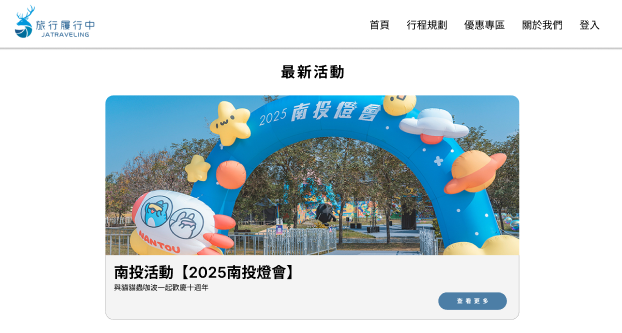 旅行履行中
JATRAVELING
首頁 行程規劃 優惠專區 關於我們 登入
最新活動
2025 南投燈會
NANTOU
南投活動【2025南投燈會】
與貓貓蟲咖波一起歡慶十週年
查看更多